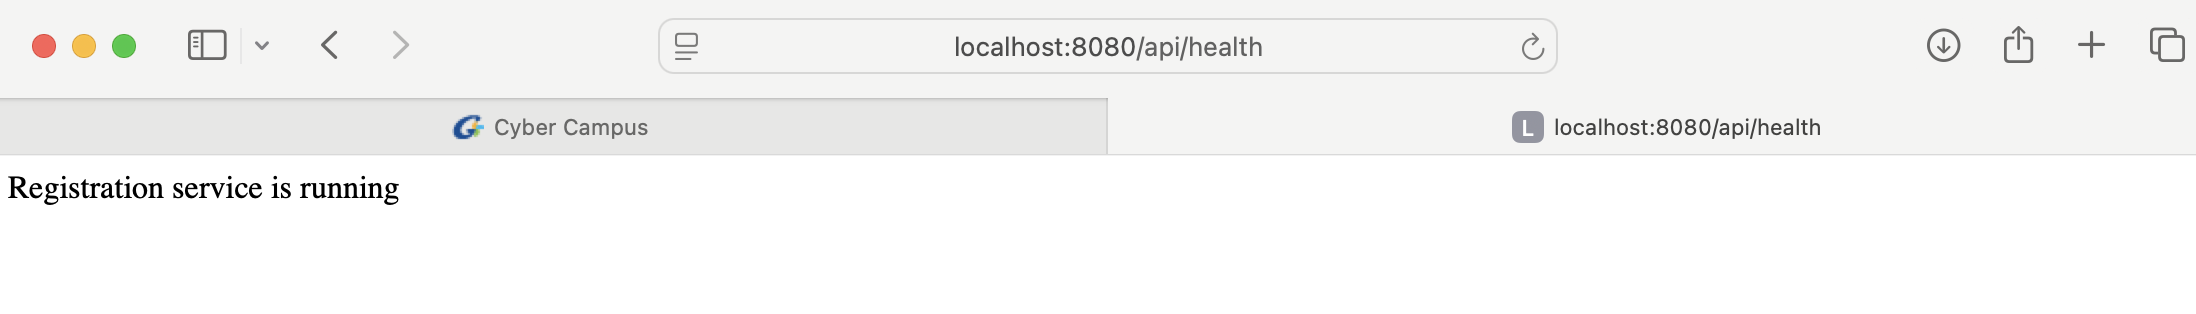 localhost:8080/api/health
Cyber Campus
L localhost:8080/api/health
Registration service is running